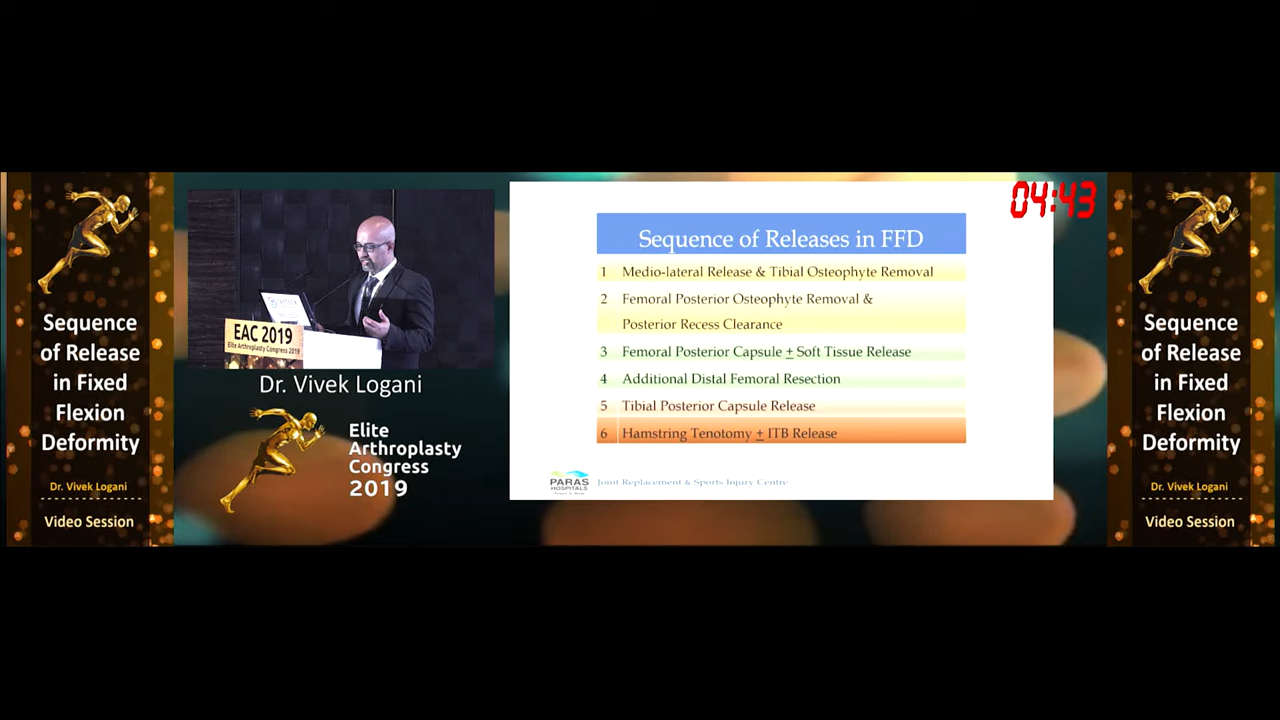 Sequence
of Release
in Fixed
Flexion
Deformity
Dr. Vivek Logani
Video Session
EAC 2019
Elite Arthroplasty Congress 2019
Dr. Vivek Logani
Elite
Arthroplasty
Congress
2019
04:43
Sequence of Releases in FFD
1 Medio-lateral Release & Tibial Osteophyte Removal
2 Femoral Posterior Osteophyte Removal &
Posterior Recess Clearance
3 Femoral Posterior Capsule ± Soft Tissue Release
4 Additional Distal Femoral Resection
5 Tibial Posterior Capsule Release
6 Hamstring Tenotomy ± ITB Release
PARAS
HOSPITALS
Joint Replacement & Sports Injury Centre
Sequence
of Release
in Fixed
Flexion
Deformity
Dr. Vivek Logani
Video Session